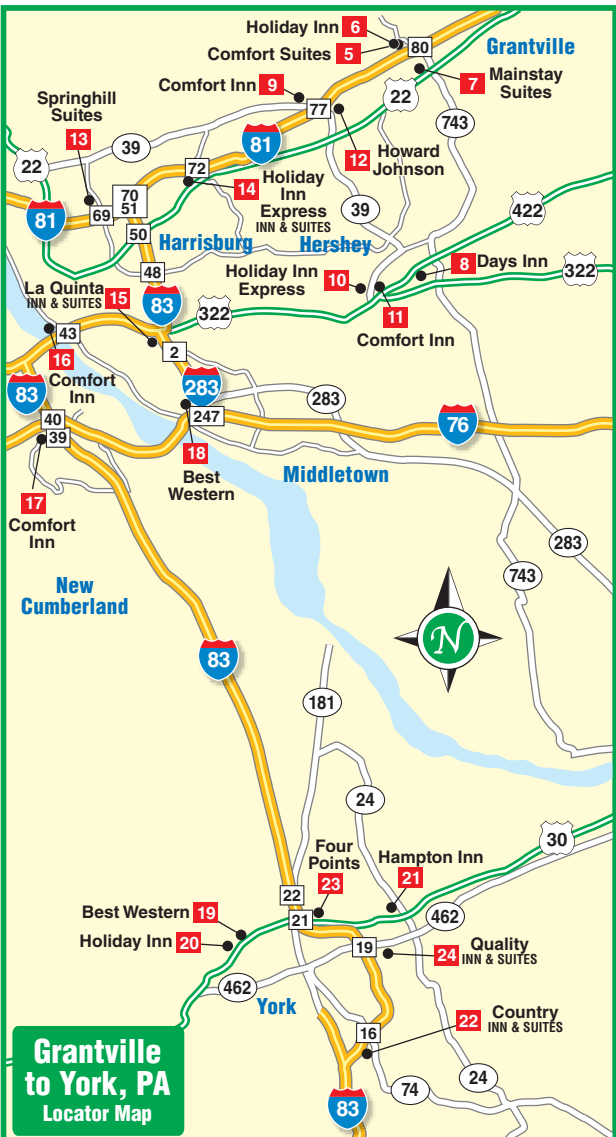 Holiday Inn 6
Comfort Suites 5
80
Grantville
7 Mainstay
Suites
Comfort Inn 9
77
22
743
Springhill
Suites
13
39
81
12 Howard
Johnson
22
72
14 Holiday
Inn
Express
INN & SUITES
39
422
81
69
70
51
50
Harrisburg
Hershey
8 Days Inn
322
48
Holiday Inn
Express
10
11
Comfort Inn
La Quinta
INN & SUITES
15
83
322
43
2
16
Comfort
Inn
83
283
283
40
39
247
76
18
Best
Western
Middletown
17
Comfort
Inn
283
743
New
Cumberland
N
83
181
24
30
Four
Points
23
Hampton Inn
21
22
21
Best Western 19
Holiday Inn 20
462
19
24 Quality
INN & SUITES
462
York
22 Country
INN & SUITES
16
24
74
83
Grantville
to York, PA
Locator Map